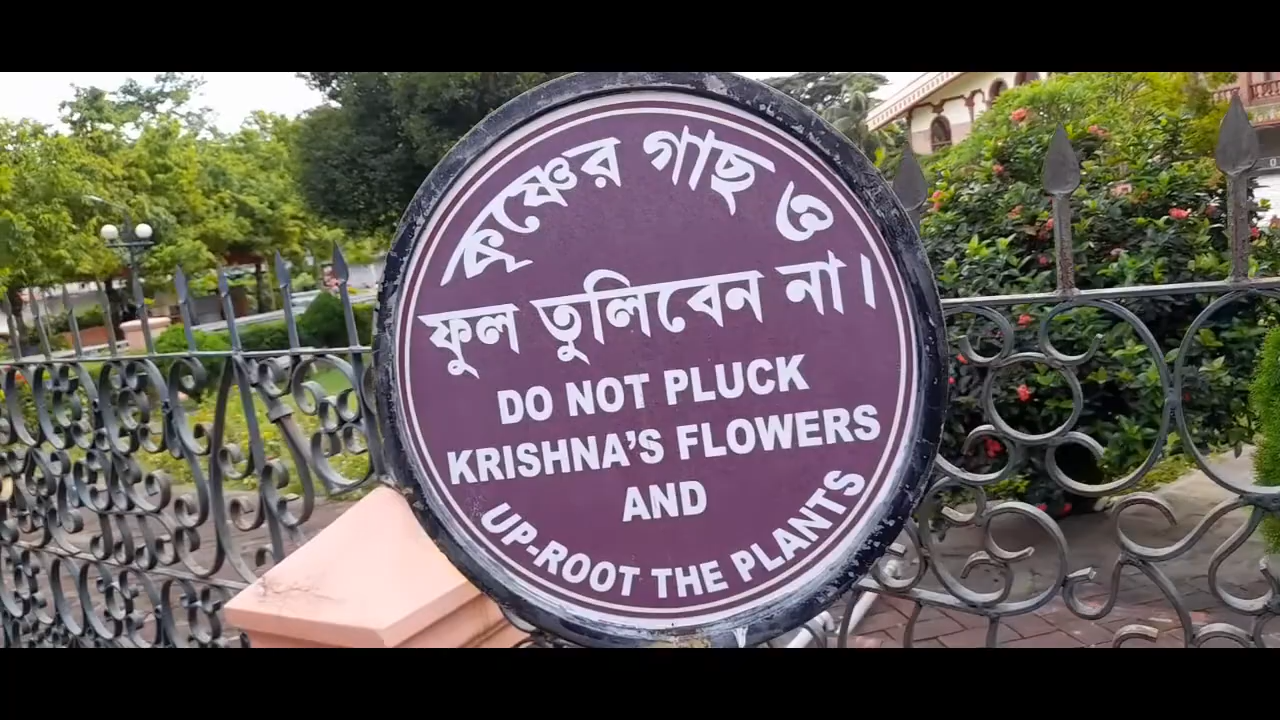 কৃষ্ণের গাছ ও
ফুল তুলিবেন না।
DO NOT PLUCK
KRISHNA'S FLOWERS
AND
UP-ROOT THE PLANTS